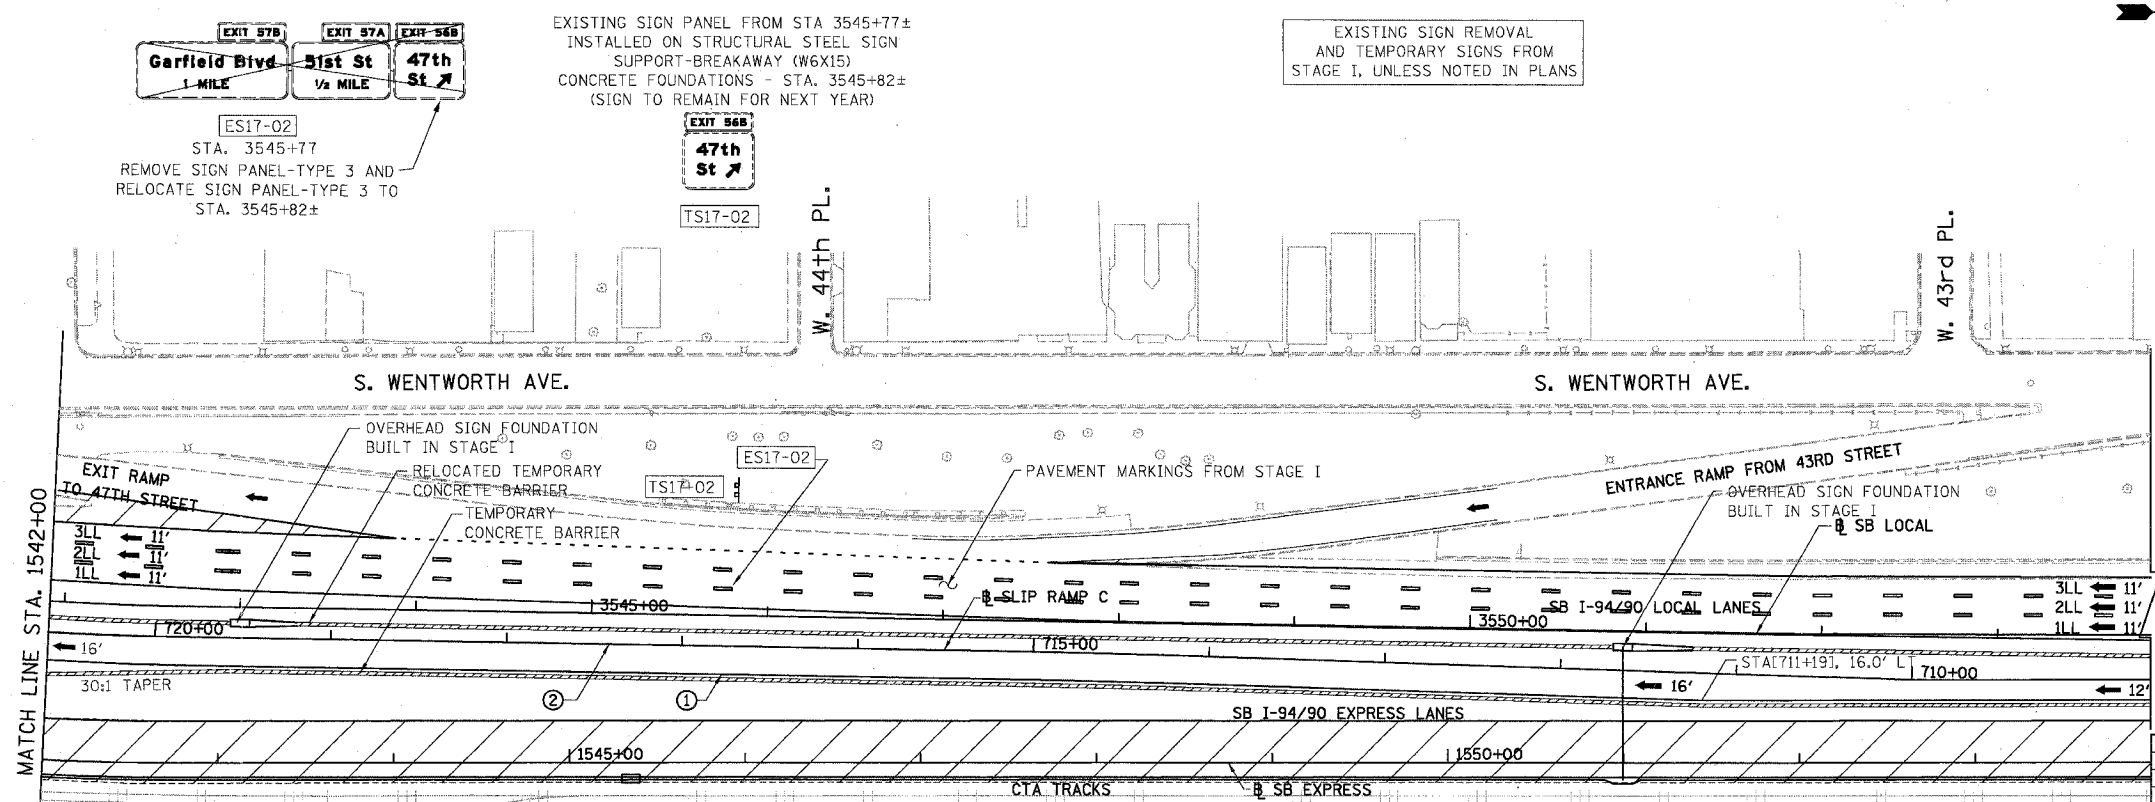 EXIT 57B
EXIT 57A
EXIT 56B
Garfield Blvd
1 MILE
51st St
1/2 MILE
47th
St ↗
ES17-02
STA. 3545+77
REMOVE SIGN PANEL-TYPE 3 AND
RELOCATE SIGN PANEL-TYPE 3 TO
STA. 3545+82±
EXISTING SIGN PANEL FROM STA 3545+77±
INSTALLED ON STRUCTURAL STEEL SIGN
SUPPORT-BREAKAWAY (W6X15)
CONCRETE FOUNDATIONS - STA. 3545+82±
(SIGN TO REMAIN FOR NEXT YEAR)
EXIT 56B
47th
St ↗
TS17-02
EXISTING SIGN REMOVAL
AND TEMPORARY SIGNS FROM
STAGE I, UNLESS NOTED IN PLANS
W. 44th PL.
W. 43rd PL.
S. WENTWORTH AVE.
S. WENTWORTH AVE.
OVERHEAD SIGN FOUNDATION
BUILT IN STAGE I
RELOCATED TEMPORARY
CONCRETE BARRIER
TEMPORARY
CONCRETE BARRIER
ES17-02
TS17-02
PAVEMENT MARKINGS FROM STAGE I
ENTRANCE RAMP FROM 43RD STREET
OVERHEAD SIGN FOUNDATION
BUILT IN STAGE I
℄ SB LOCAL
EXIT RAMP
TO 47TH STREET
3LL 11'
2LL 11'
1LL 11'
3545+00
℄ SLIP RAMP C
SB I-94/90 LOCAL LANES
3550+00
3LL 11'
2LL 11'
1LL 11'
720+00
715+00
STA[711+19], 16.0' LT
710+00
16'
30:1 TAPER
2
1
16'
12'
SB I-94/90 EXPRESS LANES
1545+00
1550+00
CTA TRACKS
℄ SB EXPRESS
MATCH LINE STA. 1542+00